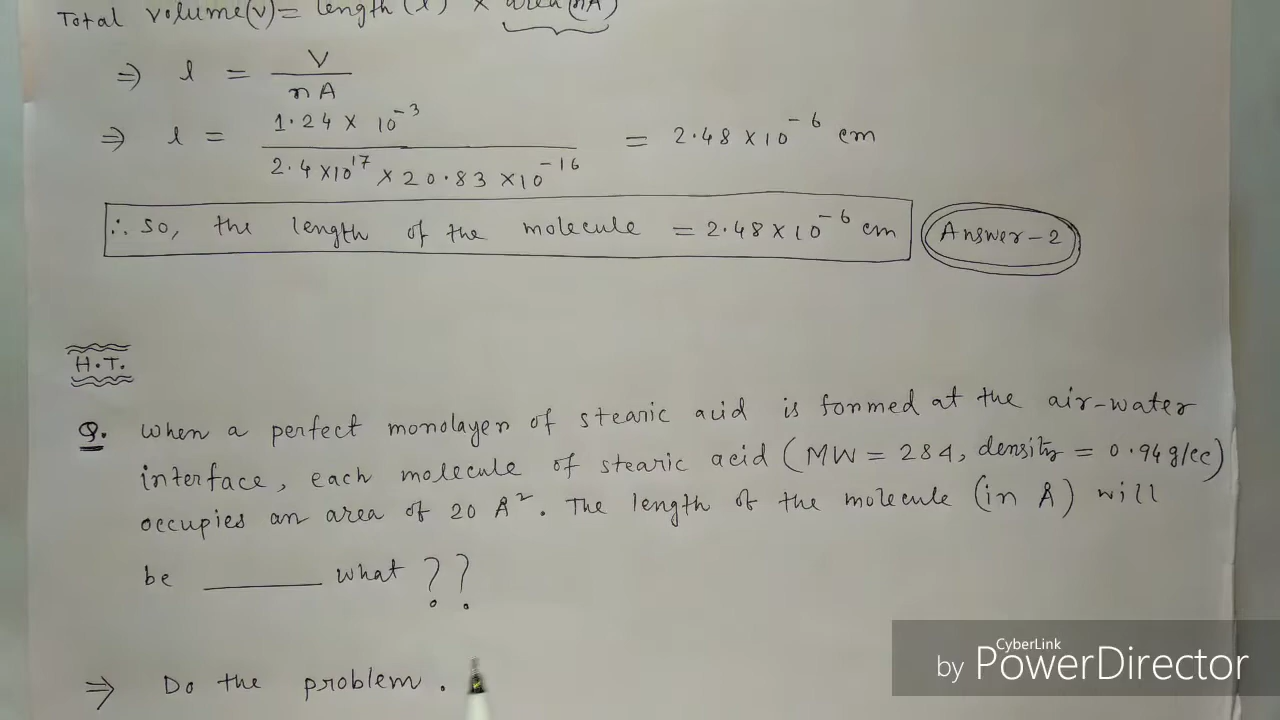 Total volume(v) = length (l) × area (nA)
⇒ l = V / nA
⇒ l = 1.24 × 10⁻³ / 2.4 ×10¹⁷ × 20.83 ×10⁻¹⁶ = 2.48 ×10⁻⁶ cm
∴ so, the length of the molecule = 2.48 ×10⁻⁶ cm Answer-2
H.T.
Q. When a perfect monolayer of stearic acid is formed at the air-water
interface, each molecule of stearic acid (MW = 284, density = 0.94 g/cc)
occupies an area of 20 Å². The length of the molecule (in Å) will
be ______ what ??
⇒ Do the problem.
CyberLink
by PowerDirector